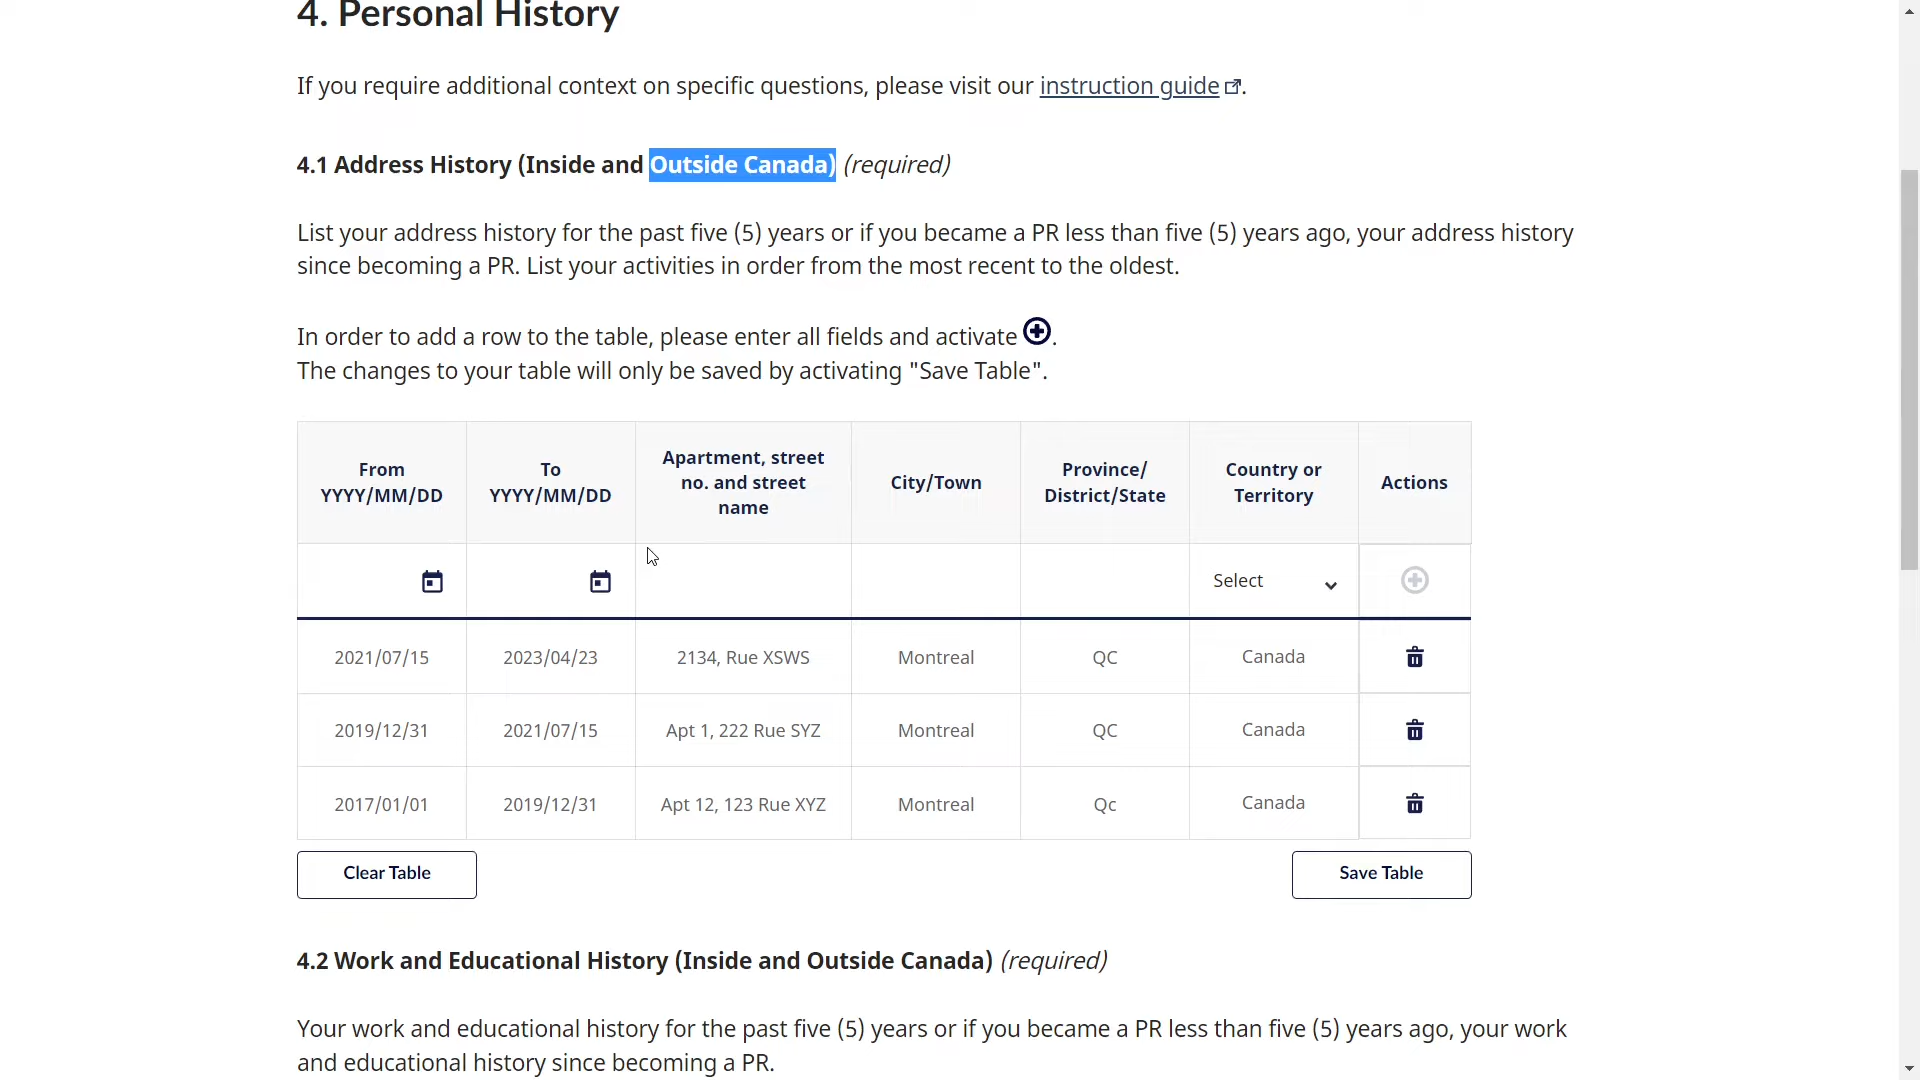 4. Personal History
If you require additional context on specific questions, please visit our instruction guide.
4.1 Address History (Inside and Outside Canada) (required)
List your address history for the past five (5) years or if you became a PR less than five (5) years ago, your address history
since becoming a PR. List your activities in order from the most recent to the oldest.
In order to add a row to the table, please enter all fields and activate .
The changes to your table will only be saved by activating "Save Table".
From YYYY/MM/DD To YYYY/MM/DD Apartment, street no. and street name City/Town Province/ District/State Country or Territory Actions
Select
2021/07/15 2023/04/23 2134, Rue XSWS Montreal QC Canada
2019/12/31 2021/07/15 Apt 1, 222 Rue SYZ Montreal QC Canada
2017/01/01 2019/12/31 Apt 12, 123 Rue XYZ Montreal Qc Canada
Clear Table Save Table
4.2 Work and Educational History (Inside and Outside Canada) (required)
Your work and educational history for the past five (5) years or if you became a PR less than five (5) years ago, your work
and educational history since becoming a PR.